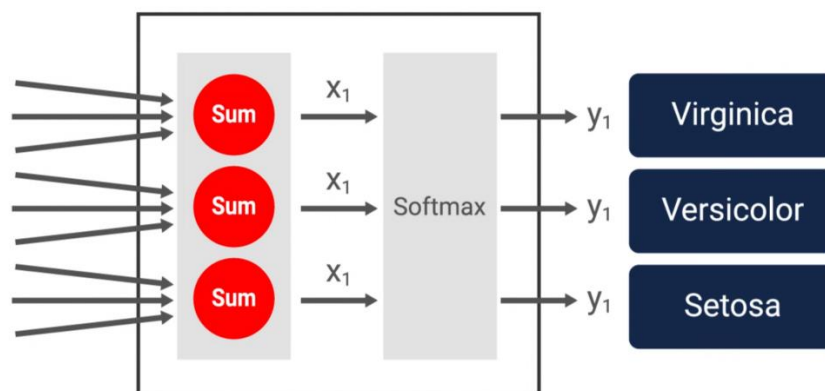 x₁
Sum
y₁
Virginica
x₁
Sum
Softmax
y₁
Versicolor
x₁
Sum
y₁
Setosa